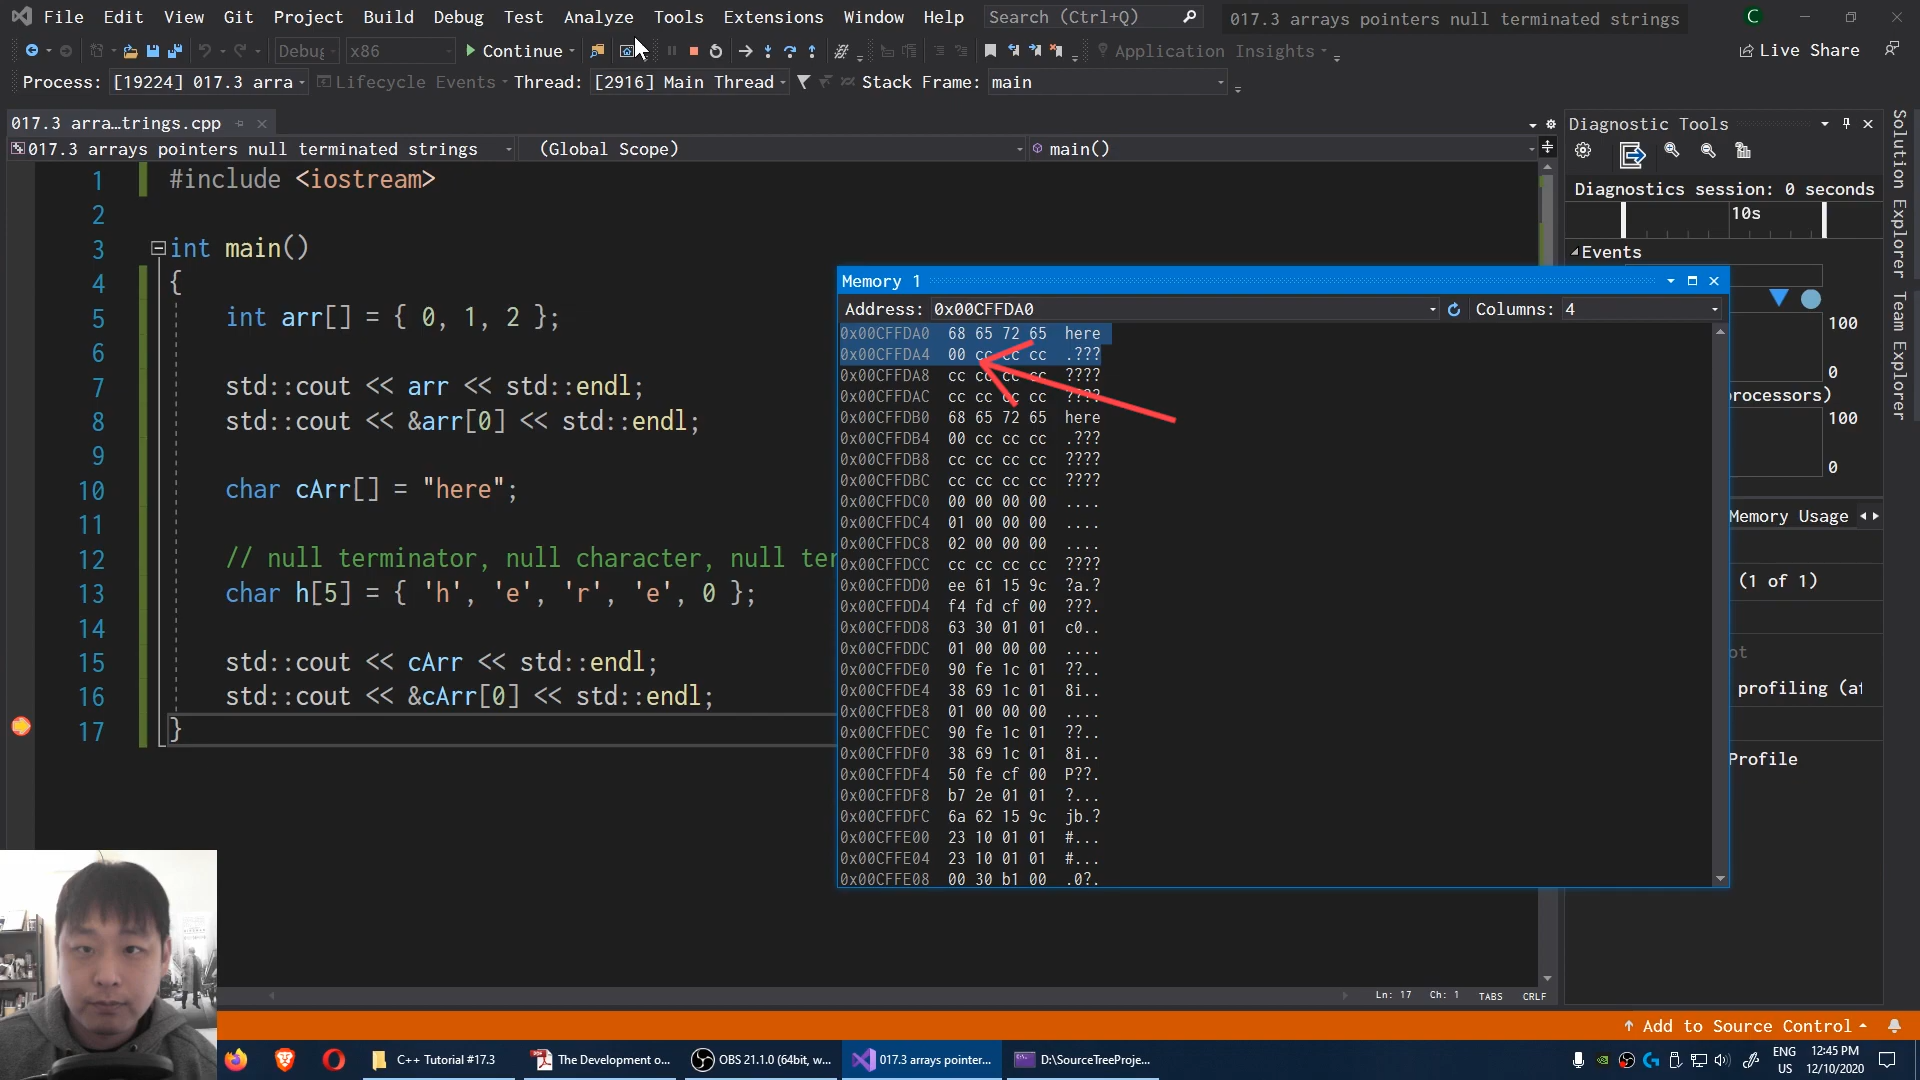 File Edit View Git Project Build Debug Test Analyze Tools Extensions Window Help Search (Ctrl+Q) 017.3 arrays pointers null terminated strings C
Debug x86 Continue Application Insights Live Share
Process: [19224] 017.3 arra Lifecycle Events Thread: [2916] Main Thread Stack Frame: main
017.3 arra…trings.cpp
017.3 arrays pointers null terminated strings (Global Scope) main()
1 #include <iostream>
2
3 int main()
4 {
5 int arr[] = { 0, 1, 2 };
6
7 std::cout << arr << std::endl;
8 std::cout << &arr[0] << std::endl;
9
10 char cArr[] = "here";
11
12 // null terminator, null character, null ter
13 char h[5] = { 'h', 'e', 'r', 'e', 0 };
14
15 std::cout << cArr << std::endl;
16 std::cout << &cArr[0] << std::endl;
17 }
Memory 1
Address: 0x00CFFDA0 Columns: 4
0x00CFFDA0 68 65 72 65 here
0x00CFFDA4 00 cc cc cc .???
0x00CFFDA8 cc cc cc cc ????
0x00CFFDAC cc cc cc cc ????
0x00CFFDB0 68 65 72 65 here
0x00CFFDB4 00 cc cc cc .???
0x00CFFDB8 cc cc cc cc ????
0x00CFFDBC cc cc cc cc ????
0x00CFFDC0 00 00 00 00 ....
0x00CFFDC4 01 00 00 00 ....
0x00CFFDC8 02 00 00 00 ....
0x00CFFDCC cc cc cc cc ????
0x00CFFDD0 ee 61 15 9c ?a.?
0x00CFFDD4 f4 fd cf 00 ???.
0x00CFFDD8 63 30 01 01 c0..
0x00CFFDDC 01 00 00 00 ....
0x00CFFDE0 90 fe 1c 01 ??..
0x00CFFDE4 38 69 1c 01 8i..
0x00CFFDE8 01 00 00 00 ....
0x00CFFDEC 90 fe 1c 01 ??..
0x00CFFDF0 38 69 1c 01 8i..
0x00CFFDF4 50 fe cf 00 P??.
0x00CFFDF8 b7 2e 01 01 ?...
0x00CFFDFC 6a 62 15 9c jb.?
0x00CFFE00 23 10 01 01 #...
0x00CFFE04 23 10 01 01 #...
0x00CFFE08 00 30 b1 00 .0?.
Diagnostic Tools
Diagnostics session: 0 seconds
10s
Events
100
0
rocessors)
100
0
Memory Usage
(1 of 1)
ot
profiling (af
Profile
Solution Explorer
Team Explorer
Ln: 17 Ch: 1 TABS CRLF
Add to Source Control
C++ Tutorial #17.3 The Development o... OBS 21.1.0 (64bit, w... 017.3 arrays pointer... D:\SourceTreeProje...
ENG
US
12:45 PM
12/10/2020